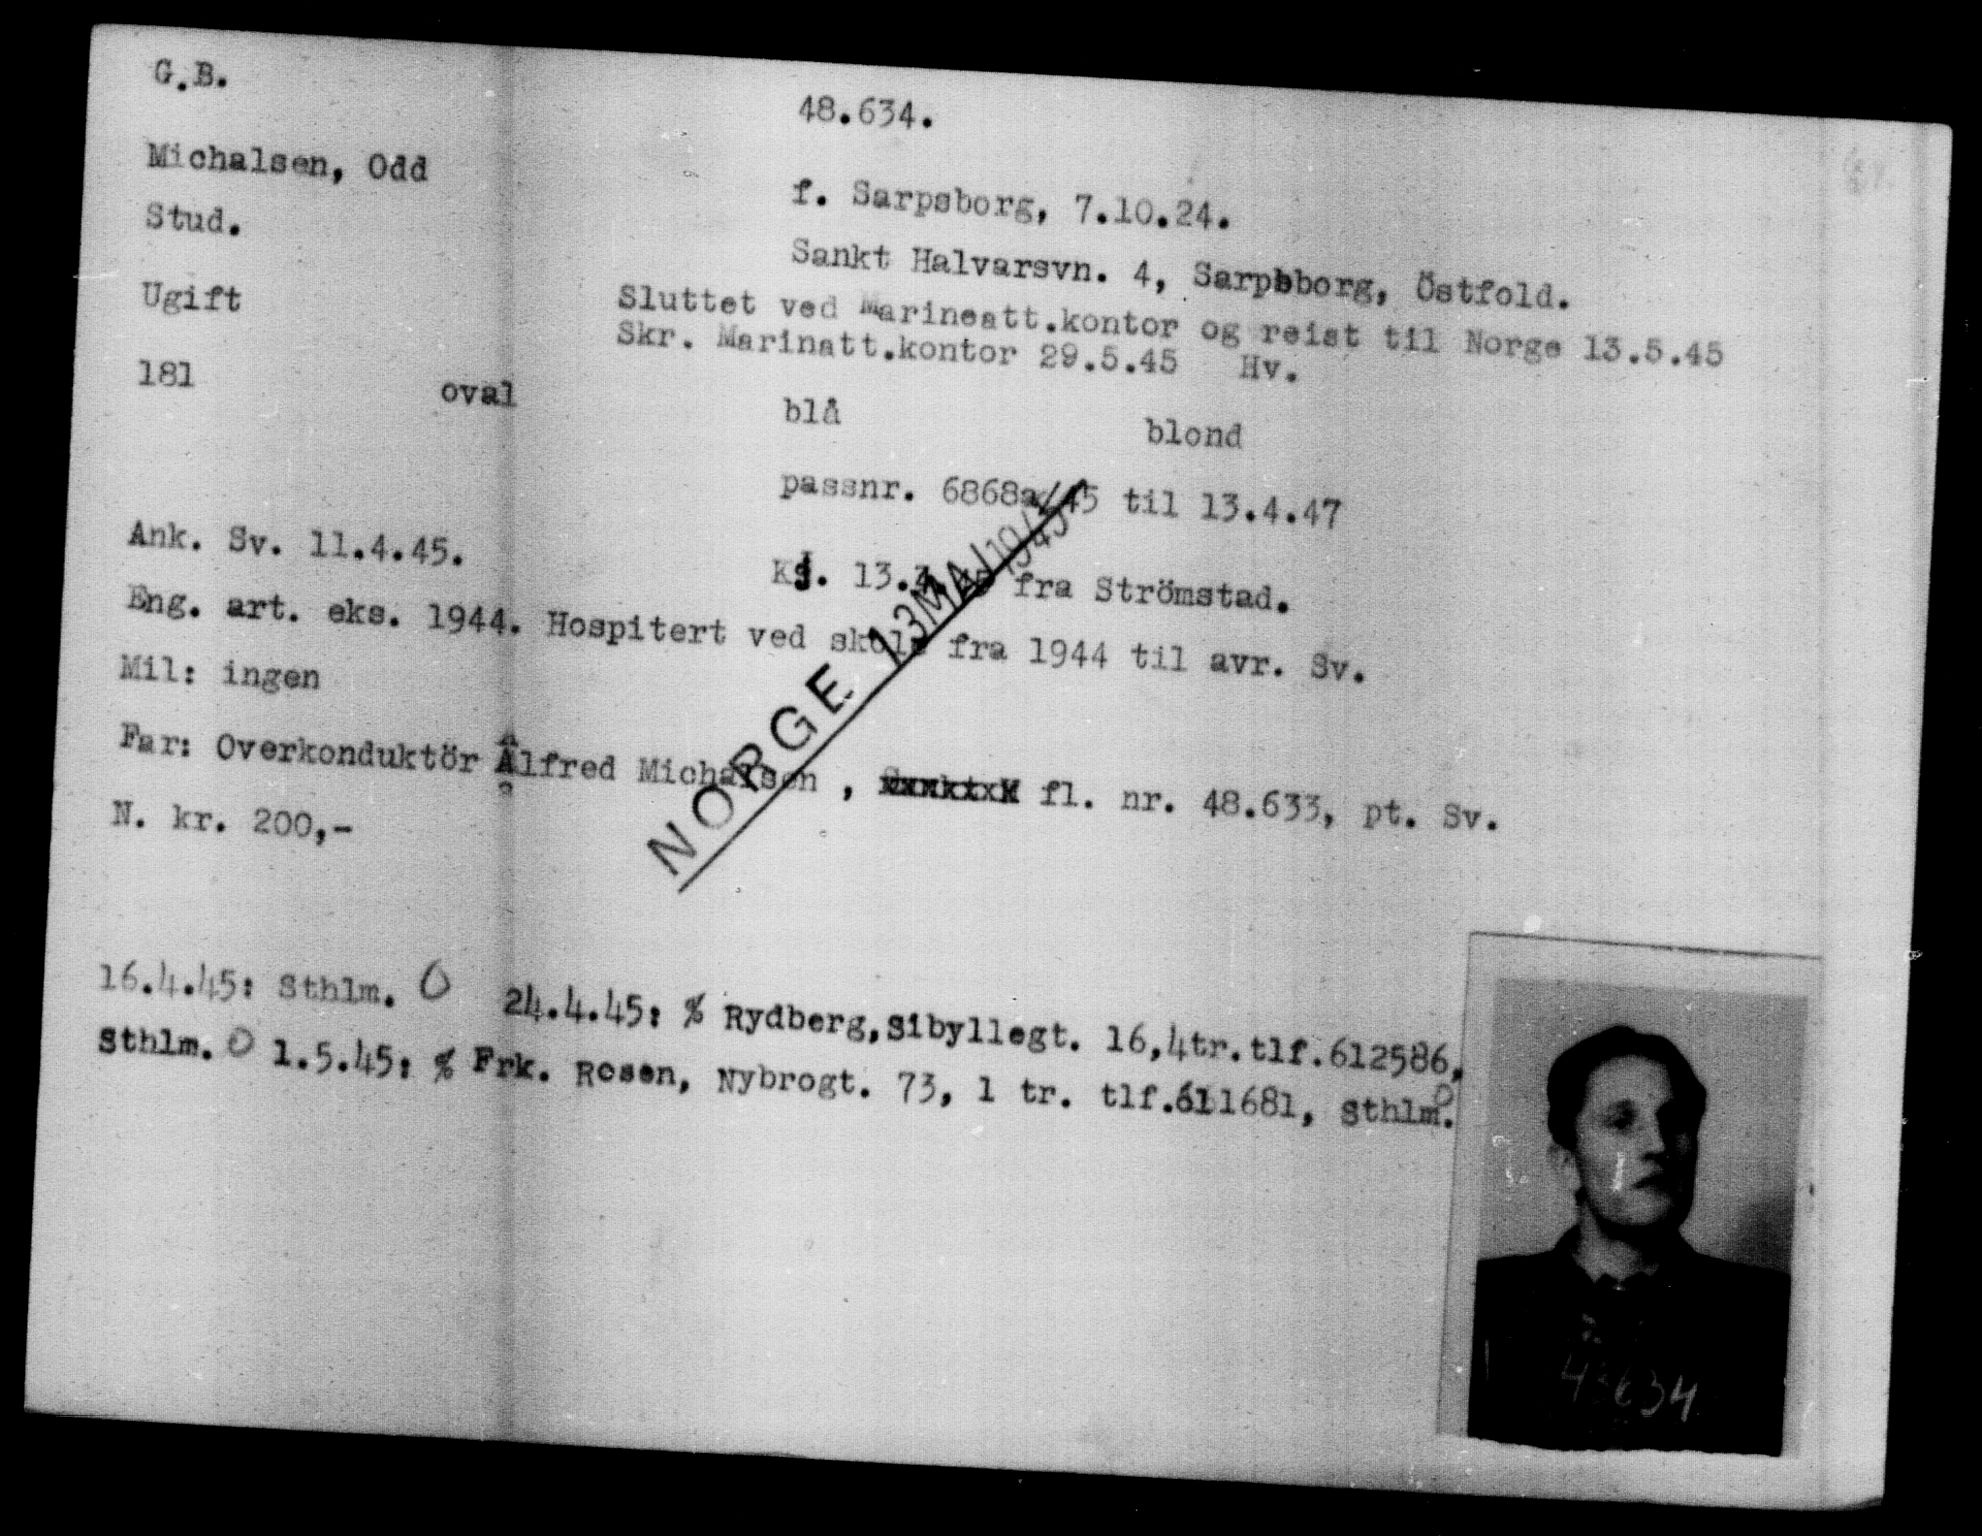 G.B.
48.634.
Michalsen, Odd
f. Sarpsborg, 7.10.24.
Stud.
Sankt Halvarsvn. 4, Sarpsborg, Östfold.
Ugift
Sluttet ved Marineatt.kontor og reist til Norge 13.5.45
Skr. Marinatt.kontor 29.5.45 Hv.
181 oval blå blond
passnr. 6868a/45 til 13.4.47
Ank. Sv. 11.4.45.
Kj. 13.4.45 fra Strömstad.
Eng. art. eks. 1944. Hospitert ved skole fra 1944 til avr. Sv.
Mil: ingen
Far: Overkonduktör Alfred Michalsen , fl. nr. 48.633, pt. Sv.
N. kr. 200,-
NORGE 13 MAI 1945
16.4.45: Sthlm. O 24.4.45: % Rydberg, Sibyllegt. 16,4tr.tlf.612586,
Sthlm. O 1.5.45: % Frk. Rosen, Nybrogt. 73, 1 tr. tlf.611681, Sthlm. O
48634